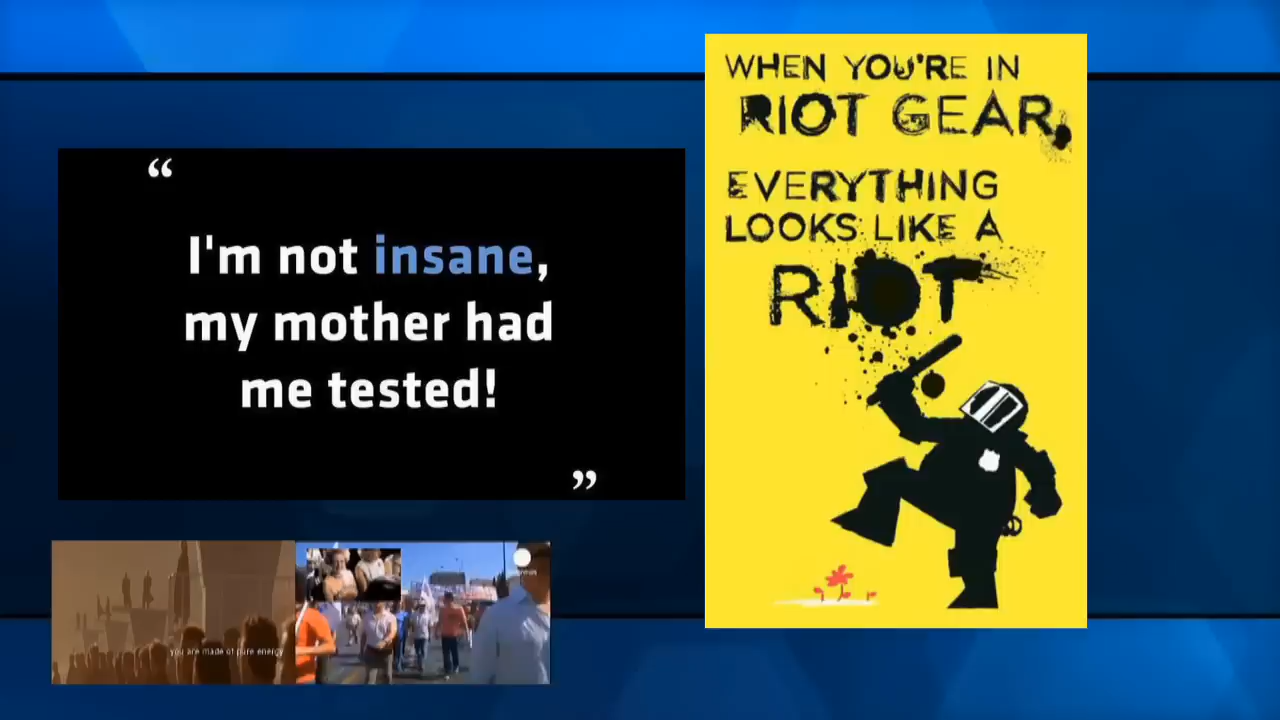 “
I'm not insane,
my mother had
me tested!
”
WHEN YOU'RE IN
RIOT GEAR,
EVERYTHING
LOOKS LIKE A
RIOT
you are made of pure energy